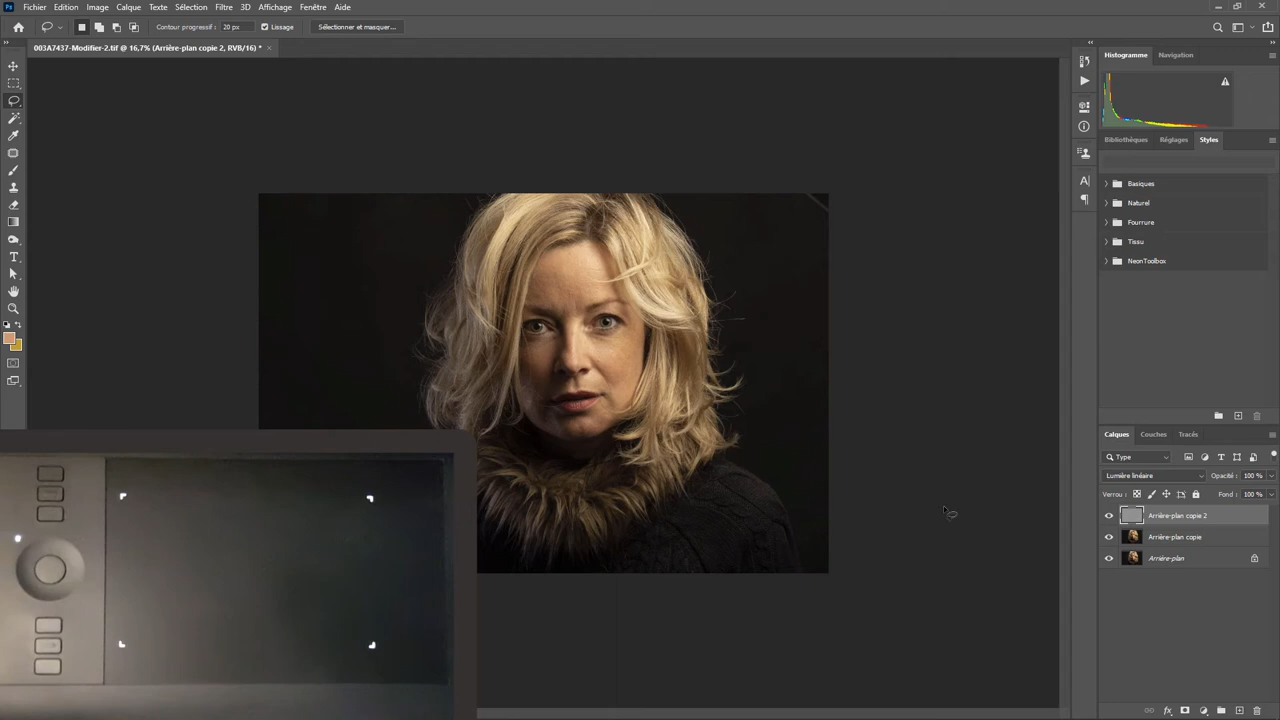 Ps Fichier Edition Image Calque Texte Sélection Filtre 3D Affichage Fenêtre Aide
Contour progressif : 20 px Lissage Sélectionner et masquer...
003A7437-Modifier-2.tif @ 16,7% (Arrière-plan copie 2, RVB/16) *
Histogramme Navigation
Bibliothèques Réglages Styles
Basiques
Naturel
Fourrure
Tissu
NeonToolbox
Calques Couches Tracés
Type
Lumière linéaire Opacité : 100 %
Verrou : Fond : 100 %
Arrière-plan copie 2
Arrière-plan copie
Arrière-plan